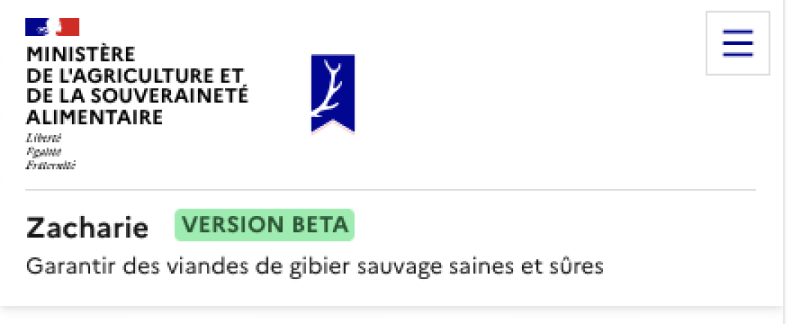 MINISTÈRE
DE L'AGRICULTURE ET
DE LA SOUVERAINETÉ
ALIMENTAIRE
Liberté
Égalité
Fraternité
Zacharie VERSION BETA
Garantir des viandes de gibier sauvage saines et sûres